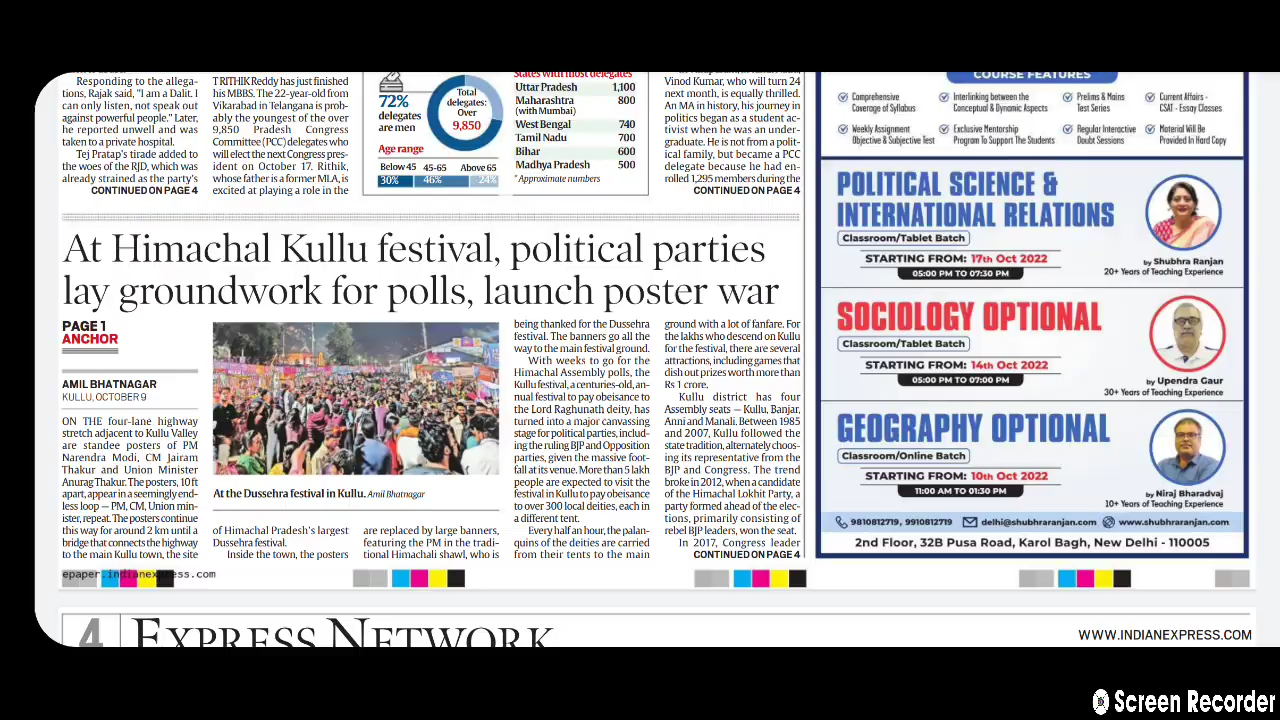 Responding to the allega-
tions, Rajak said, "I am a Dalit. I
can only listen, not speak out
against powerful people." Later,
he reported unwell and was
taken to a private hospital.
Tej Pratap's tirade added to
the woes of the RJD, which was
already strained as the party's
CONTINUED ON PAGE 4
T RITHIK Reddy has just finished
his MBBS. The 22-year-old from
Vikarabad in Telangana is prob-
ably the youngest of the over
9,850 Pradesh Congress
Committee (PCC) delegates who
will elect the next Congress pres-
ident on October 17. Rithik,
whose father is a former MLA, is
excited at playing a role in the
72%
delegates
are men
Total
delegates:
Over
9,850
Age range
Below 45 45-65 Above 65
30% 46% 24%
States with most delegates
Uttar Pradesh 1,100
Maharashtra 800
(with Mumbai)
West Bengal 740
Tamil Nadu 700
Bihar 600
Madhya Pradesh 500
*Approximate numbers
Vinod Kumar, who will turn 24
next month, is equally thrilled.
An MA in history, his journey in
politics began as a student ac-
tivist when he was an under-
graduate. He is not from a polit-
ical family, but became a PCC
delegate because he had en-
rolled 1,295 members during the
CONTINUED ON PAGE 4
At Himachal Kullu festival, political parties
lay groundwork for polls, launch poster war
PAGE 1
ANCHOR
AMIL BHATNAGAR
KULLU, OCTOBER 9
ON THE four-lane highway
stretch adjacent to Kullu Valley
are standee posters of PM
Narendra Modi, CM Jairam
Thakur and Union Minister
Anurag Thakur. The posters, 10 ft
apart, appear in a seemingly end-
less loop — PM, CM, Union min-
ister, repeat. The posters continue
this way for around 2 km until a
bridge that connects the highway
to the main Kullu town, the site
At the Dussehra festival in Kullu. Amil Bhatnagar
of Himachal Pradesh's largest
Dussehra festival.
Inside the town, the posters
are replaced by large banners,
featuring the PM in the tradi-
tional Himachali shawl, who is
being thanked for the Dussehra
festival. The banners go all the
way to the main festival ground.
With weeks to go for the
Himachal Assembly polls, the
Kullu festival, a centuries-old, an-
nual festival to pay obeisance to
the Lord Raghunath deity, has
turned into a major canvassing
stage for political parties, includ-
ing the ruling BJP and Opposition
parties, given the massive foot-
fall at its venue. More than 5 lakh
people are expected to visit the
festival in Kullu to pay obeisance
to over 300 local deities, each in
a different tent.
Every half an hour, the palan-
quins of the deities are carried
from their tents to the main
ground with a lot of fanfare. For
the lakhs who descend on Kullu
for the festival, there are several
attractions, including games that
dish out prizes worth more than
Rs 1 crore.
Kullu district has four
Assembly seats — Kullu, Banjar,
Anni and Manali. Between 1985
and 2007, Kullu followed the
state tradition, alternately choos-
ing its representative from the
BJP and Congress. The trend
broke in 2012, when a candidate
of the Himachal Lokhit Party, a
party formed ahead of the elec-
tions, primarily consisting of
rebel BJP leaders, won the seat.
In 2017, Congress leader
CONTINUED ON PAGE 4
COURSE FEATURES
Comprehensive
Coverage of Syllabus
Interlinking between the
Conceptual & Dynamic Aspects
Prelims & Mains
Test Series
Current Affairs -
CSAT - Essay Classes
Weekly Assignment
Objective & Subjective Test
Exclusive Mentorship
Program To Support The Students
Regular Interactive
Doubt Sessions
Material Will Be
Provided In Hard Copy
POLITICAL SCIENCE &
INTERNATIONAL RELATIONS
Classroom/Tablet Batch
STARTING FROM: 17th Oct 2022
05:00 PM TO 07:30 PM
by Shubhra Ranjan
20+ Years of Teaching Experience
SOCIOLOGY OPTIONAL
Classroom/Tablet Batch
STARTING FROM: 14th Oct 2022
05:00 PM TO 07:00 PM
by Upendra Gaur
30+ Years of Teaching Experience
GEOGRAPHY OPTIONAL
Classroom/Online Batch
STARTING FROM: 10th Oct 2022
11:00 AM TO 01:30 PM
by Niraj Bharadvaj
10+ Years of Teaching Experience
9810812719, 9910812719 delhi@shubhraranjan.com www.shubhraranjan.com
2nd Floor, 32B Pusa Road, Karol Bagh, New Delhi - 110005
epaper.indianexpress.com
4 EXPRESS NETWORK
WWW.INDIANEXPRESS.COM
Screen Recorder